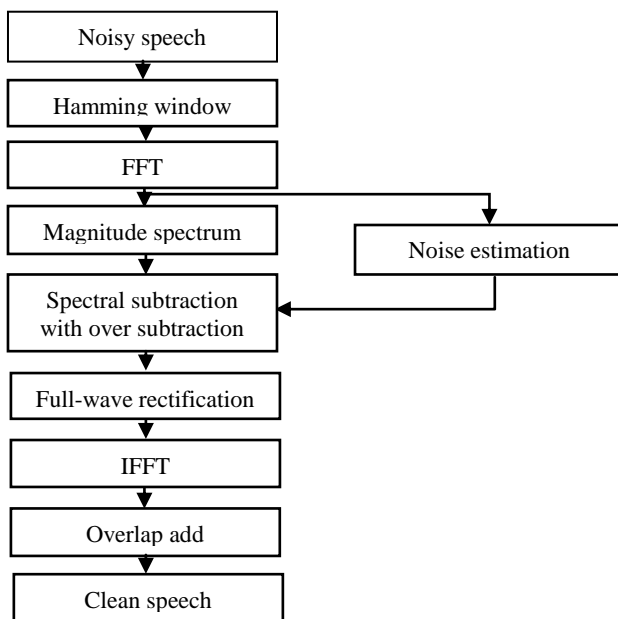 Noisy speech
Hamming window
FFT
Magnitude spectrum
Noise estimation
Spectral subtraction
with over subtraction
Full-wave rectification
IFFT
Overlap add
Clean speech